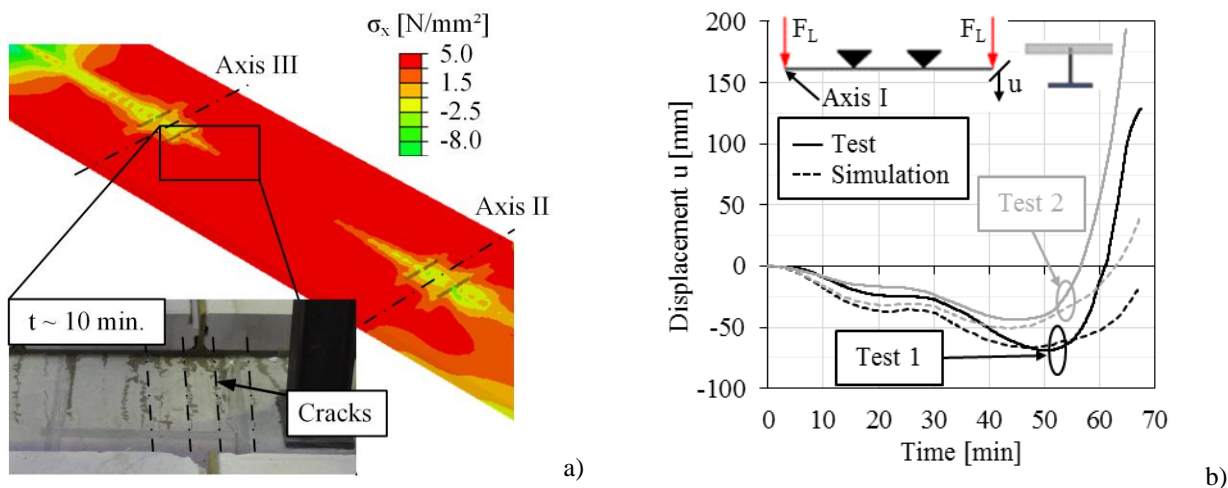 σx [N/mm²]
5.0
1.5
-2.5
-8.0
Axis III
Axis II
t ~ 10 min.
Cracks
a)
Displacement u [mm]
200
150
100
50
0
-50
-100
FL
FL
Axis I
u
Test
Simulation
Test 2
Test 1
0 10 20 30 40 50 60 70
Time [min]
b)